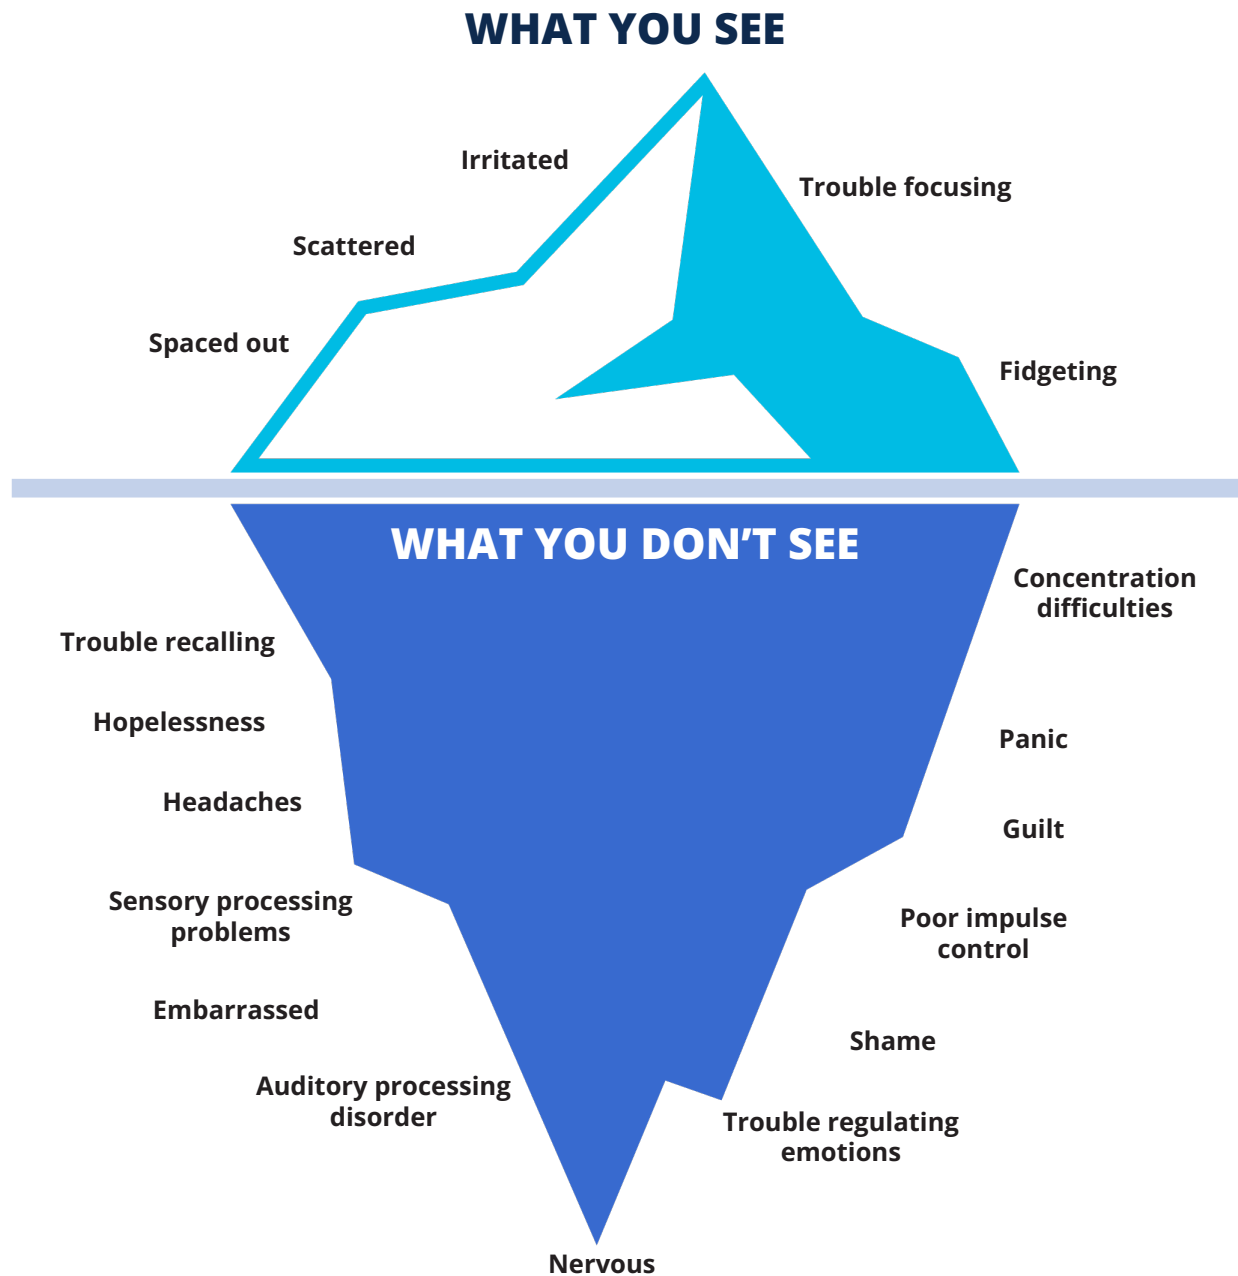 WHAT YOU SEE
Irritated
Trouble focusing
Scattered
Spaced out
Fidgeting
WHAT YOU DON’T SEE
Concentration
difficulties
Trouble recalling
Hopelessness
Panic
Headaches
Guilt
Sensory processing
problems
Poor impulse
control
Embarrassed
Shame
Auditory processing
disorder
Trouble regulating
emotions
Nervous